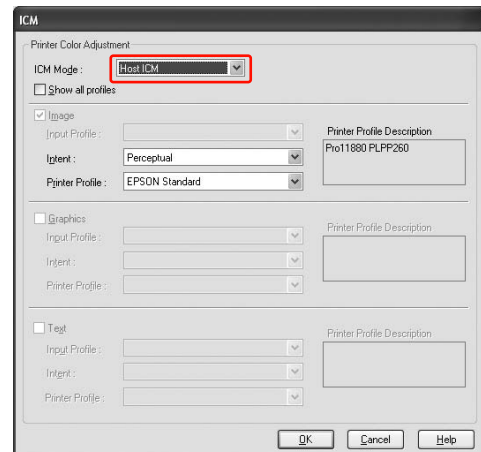 ICM
Printer Color Adjustment
ICM Mode :
Host ICM
Show all profiles
Image
Input Profile :
Intent :
Perceptual
Printer Profile :
EPSON Standard
Printer Profile Description
Pro11880 PLPP260
Graphics
Input Profile :
Intent :
Printer Profile :
Printer Profile Description
Text
Input Profile :
Intent :
Printer Profile :
Printer Profile Description
OK
Cancel
Help